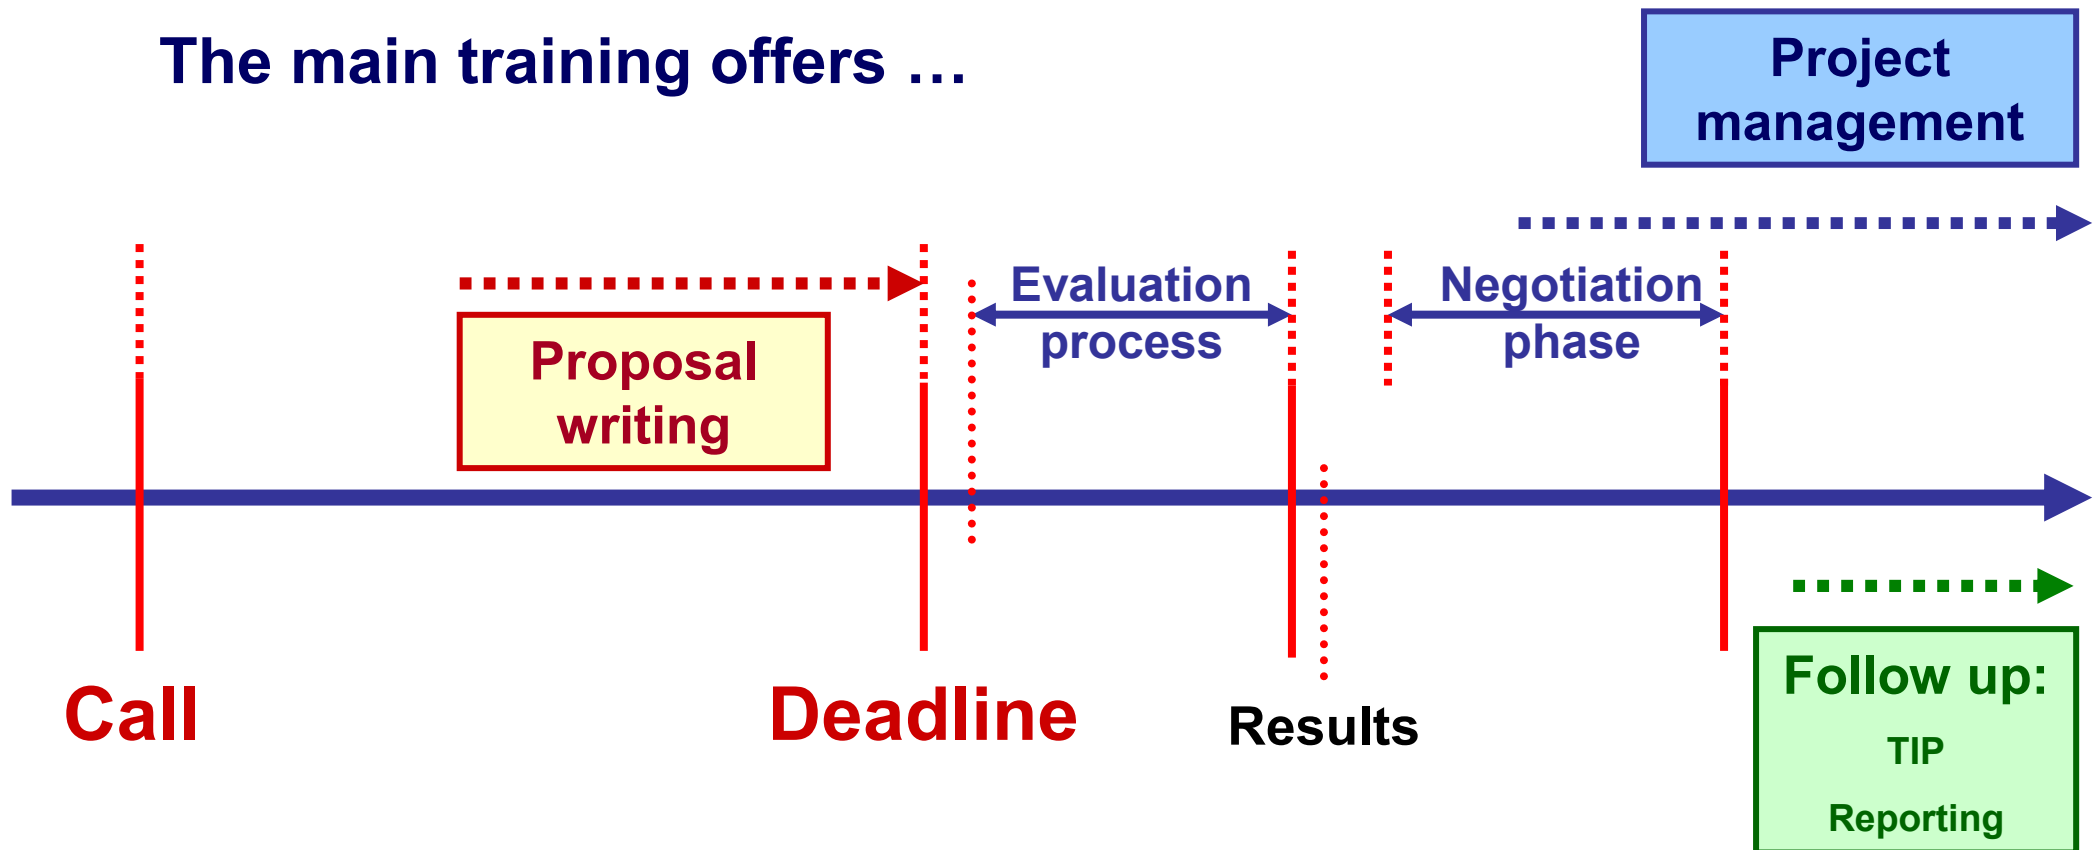 The main training offers …
Project
management
Evaluation
process
Negotiation
phase
Proposal
writing
Call
Deadline
Results
Follow up:
TIP
Reporting